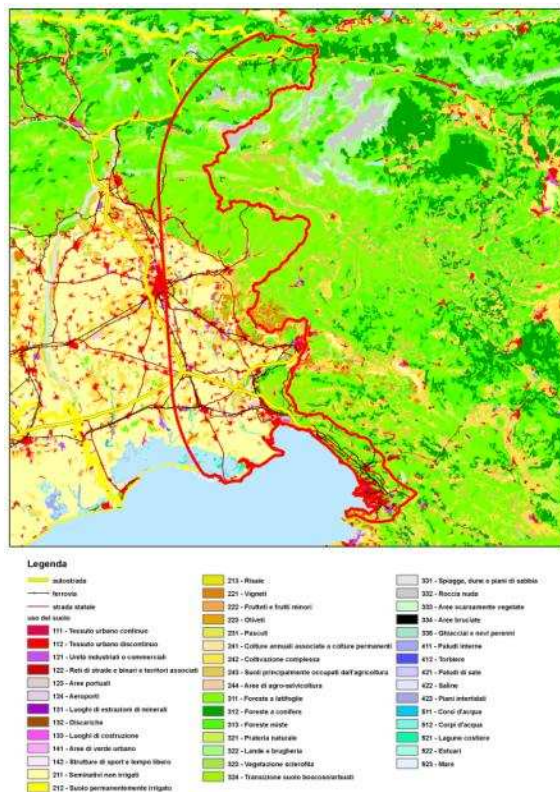 Legenda
autostrada
ferrovia
strada statale
uso del suolo
111 - Tessuto urbano continuo
112 - Tessuto urbano discontinuo
121 - Unità industriali o commerciali
122 - Reti di strade e binari e territori associati
123 - Aree portuali
124 - Aeroporti
131 - Luoghi di estrazioni di minerali
132 - Discariche
133 - Luoghi di costruzione
141 - Aree di verde urbano
142 - Strutture di sport e tempo libero
211 - Seminativi non irrigati
212 - Suolo permanentemente irrigato
213 - Risaie
221 - Vigneti
222 - Frutteti e frutti minori
223 - Oliveti
231 - Pascoli
241 - Colture annuali associate a colture permanenti
242 - Coltivazione complessa
243 - Suoli principalmente occupati dall'agricoltura
244 - Aree di agro-selvicoltura
311 - Foreste a latifoglie
312 - Foreste a conifere
313 - Foreste miste
321 - Prateria naturale
322 - Lande e brugheria
323 - Vegetazione sclerofila
324 - Transizione suolo boscoso/arbusti
331 - Spiagge, dune e piani di sabbia
332 - Roccia nuda
333 - Aree scarsamente vegetate
334 - Aree bruciate
335 - Ghiacciai e nevi perenni
411 - Paludi interne
412 - Torbiere
421 - Paludi di sale
422 - Saline
423 - Piani intertidali
511 - Corsi d'acqua
512 - Corpi d'acqua
521 - Lagune costiere
522 - Estuari
523 - Mare